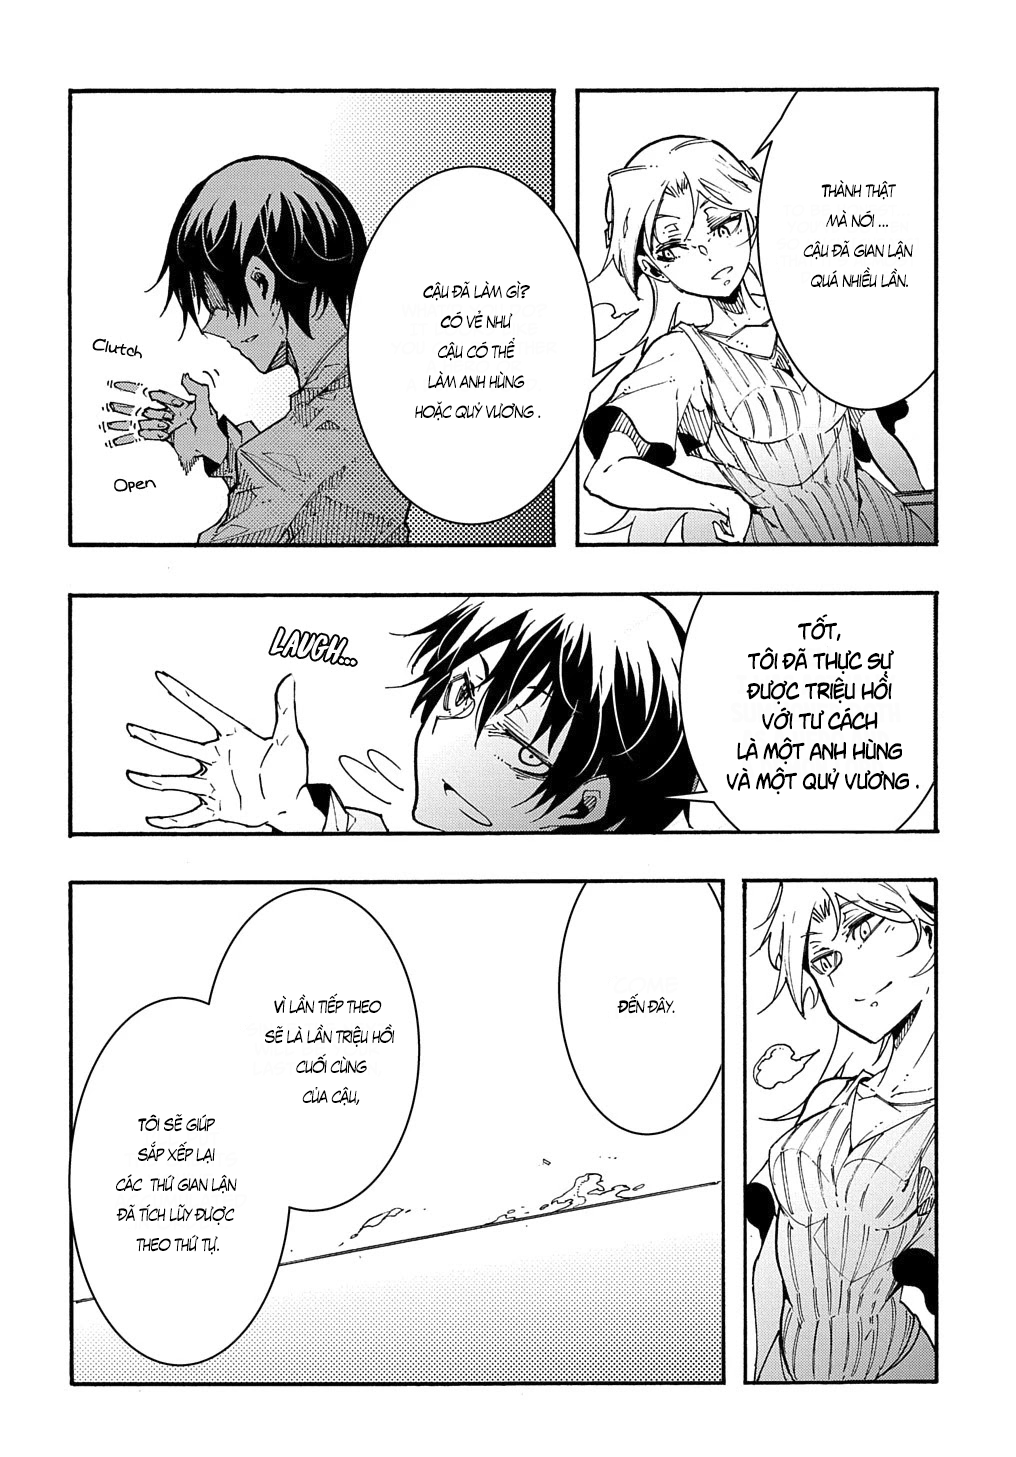 THÀNH THẬT
MÀ NÓI ...
CẬU ĐÃ GIAN LẬN
QUÁ NHIỀU LẦN.
CẬU ĐÃ LÀM GÌ?
CÓ VẺ NHƯ
CẬU CÓ THỂ
LÀM ANH HÙNG
HOẶC QUỶ VƯƠNG .
Clutch
Open
TỐT,
TÔI ĐÃ THỰC SỰ
ĐƯỢC TRIỆU HỒI
VỚI TƯ CÁCH
LÀ MỘT ANH HÙNG
VÀ MỘT QUỶ VƯƠNG .
LAUGH...
ĐẾN ĐÂY.
VÌ LẦN TIẾP THEO
SẼ LÀ LẦN TRIỆU HỒI
CUỐI CÙNG
CỦA CẬU,
TÔI SẼ GIÚP
SẮP XẾP LẠI
CÁC THỨ GIAN LẬN
ĐÃ TÍCH LŨY ĐƯỢC
THEO THỨ TỰ.